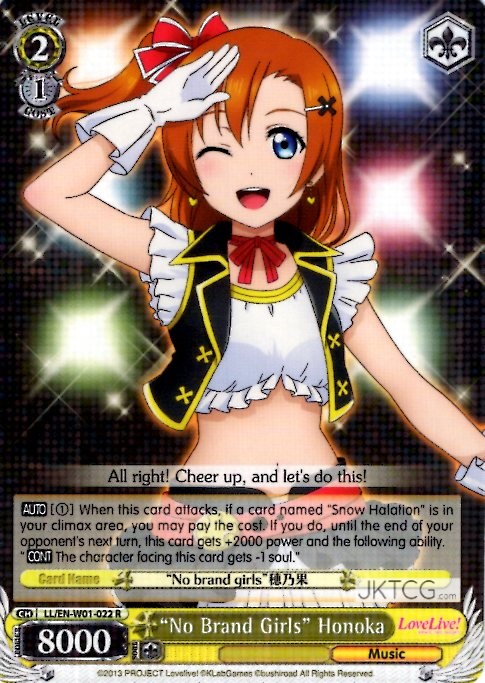 LEVEL
2
1
COST
All right! Cheer up, and let's do this!
AUTO [①] When this card attacks, if a card named "Snow Halation" is in
your climax area, you may pay the cost. If you do, until the end of your
opponent's next turn, this card gets +2000 power and the following ability.
"CONT The character facing this card gets -1 soul."
Card Name "No brand girls" 穂乃果
JKTCG.com
CH LL/EN-W01-022 R
POWER 8000
"No Brand Girls" Honoka
LoveLive!
Music
©2013 PROJECT Lovelive! ©KLabGames ©bushiroad All Rights Reserved.